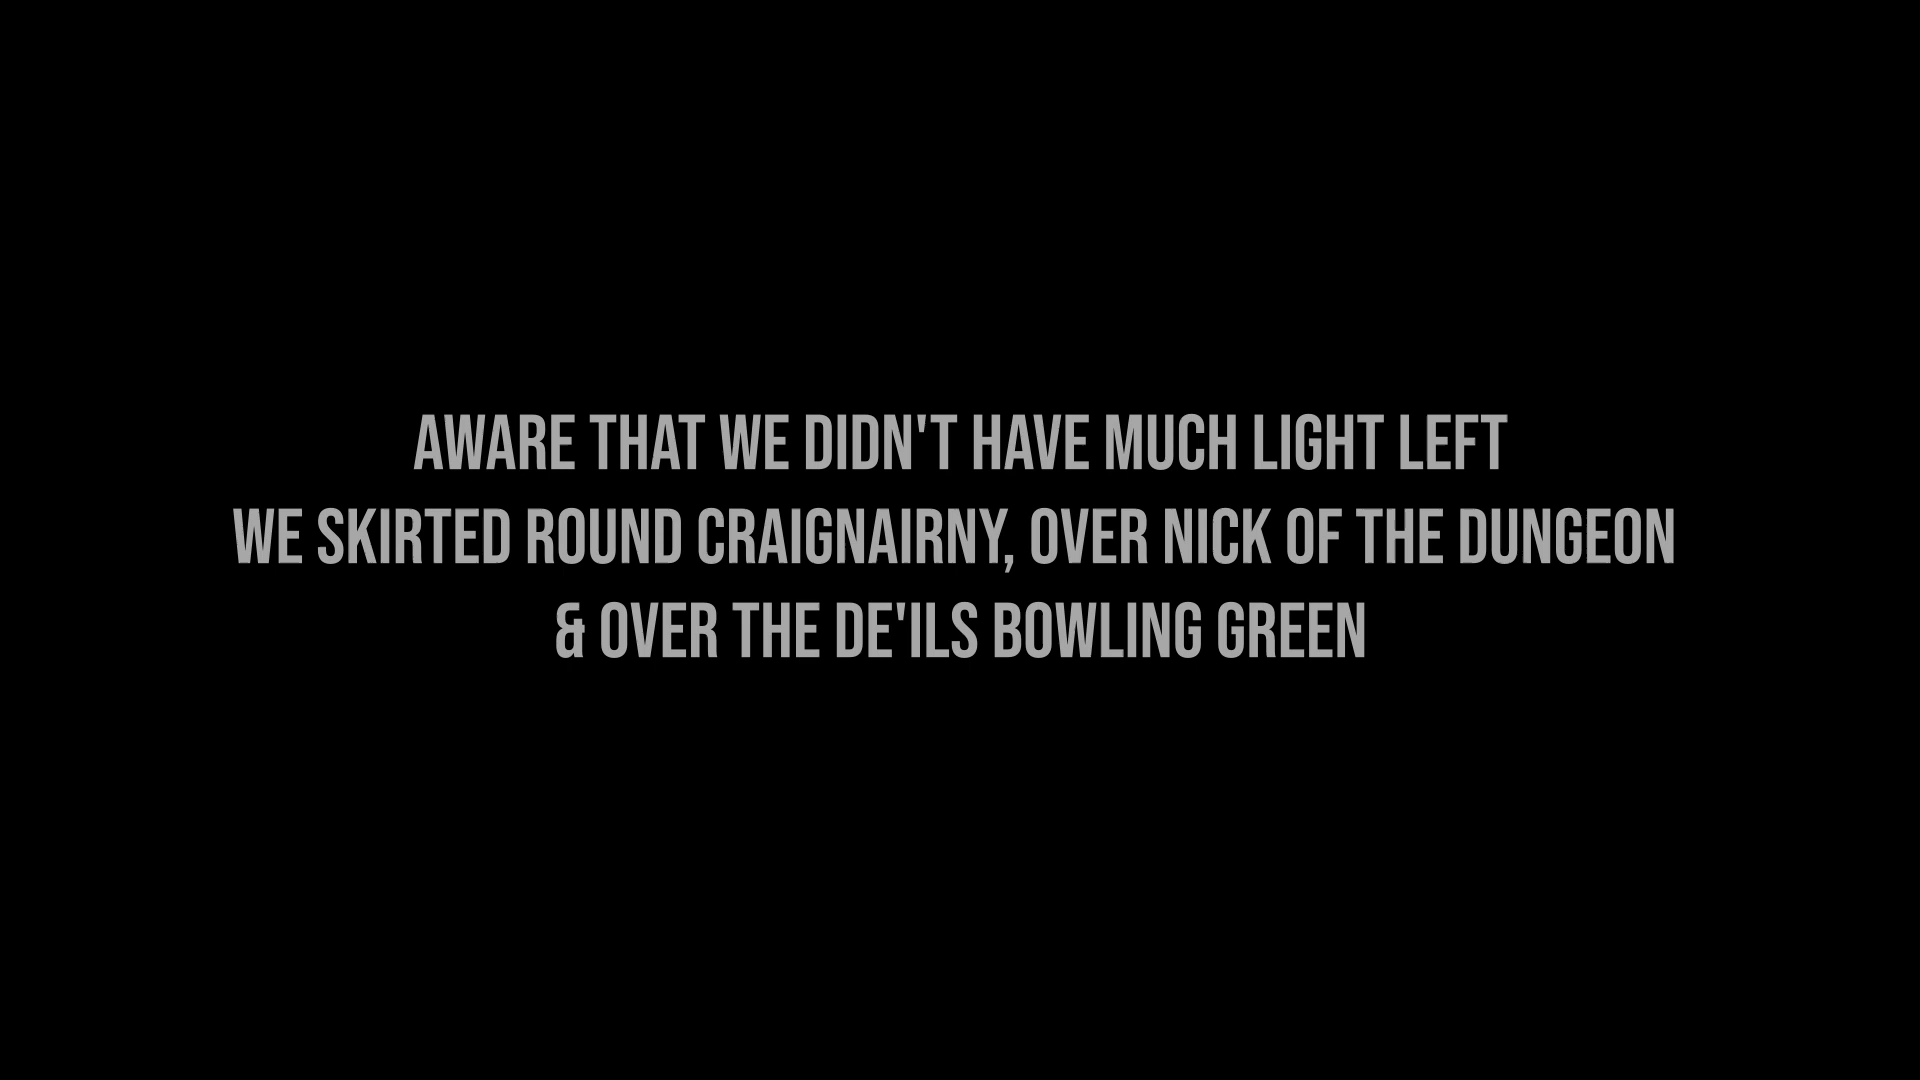 AWARE THAT WE DIDN'T HAVE MUCH LIGHT LEFT
WE SKIRTED ROUND CRAIGNAIRNY, OVER NICK OF THE DUNGEON
& OVER THE DE'ILS BOWLING GREEN